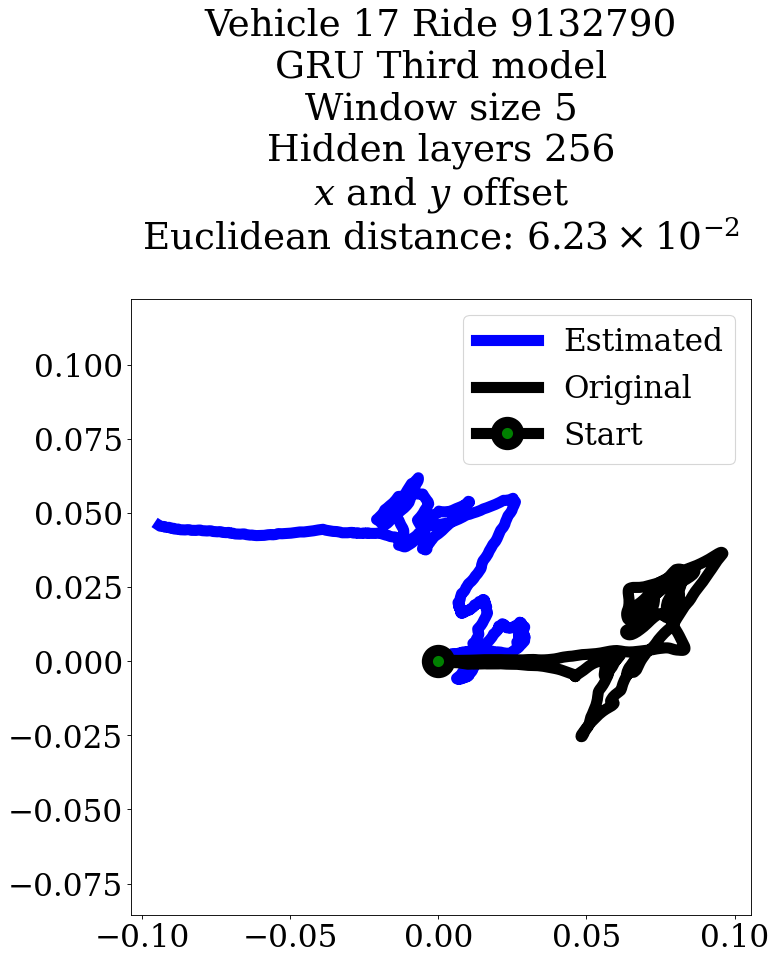 Vehicle 17 Ride 9132790
GRU Third model
Window size 5
Hidden layers 256
x and y offset
Euclidean distance: 6.23 × 10⁻²
Estimated
Original
Start
0.100
0.075
0.050
0.025
0.000
−0.025
−0.050
−0.075
−0.10 −0.05 0.00 0.05 0.10